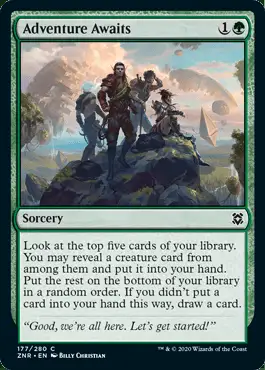 Adventure Awaits 1
Sorcery
Look at the top five cards of your library.
You may reveal a creature card from
among them and put it into your hand.
Put the rest on the bottom of your library
in a random order. If you didn't put a
card into your hand this way, draw a card.
"Good, we're all here. Let's get started!"
177/280 C
ZNR • EN BILLY CHRISTIAN ™ & © 2020 Wizards of the Coast